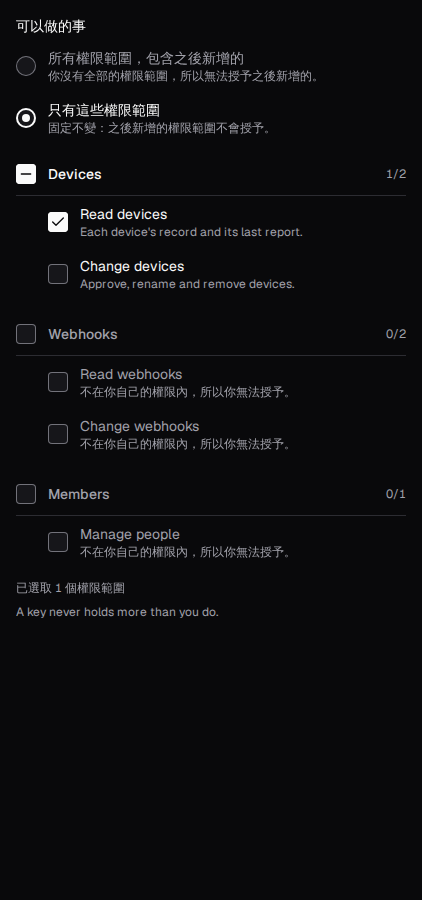 可以做的事
所有權限範圍，包含之後新增的
你沒有全部的權限範圍，所以無法授予之後新增的。
只有這些權限範圍
固定不變：之後新增的權限範圍不會授予。
Devices 1/2
Read devices
Each device's record and its last report.
Change devices
Approve, rename and remove devices.
Webhooks 0/2
Read webhooks
不在你自己的權限內，所以你無法授予。
Change webhooks
不在你自己的權限內，所以你無法授予。
Members 0/1
Manage people
不在你自己的權限內，所以你無法授予。
已選取 1 個權限範圍
A key never holds more than you do.